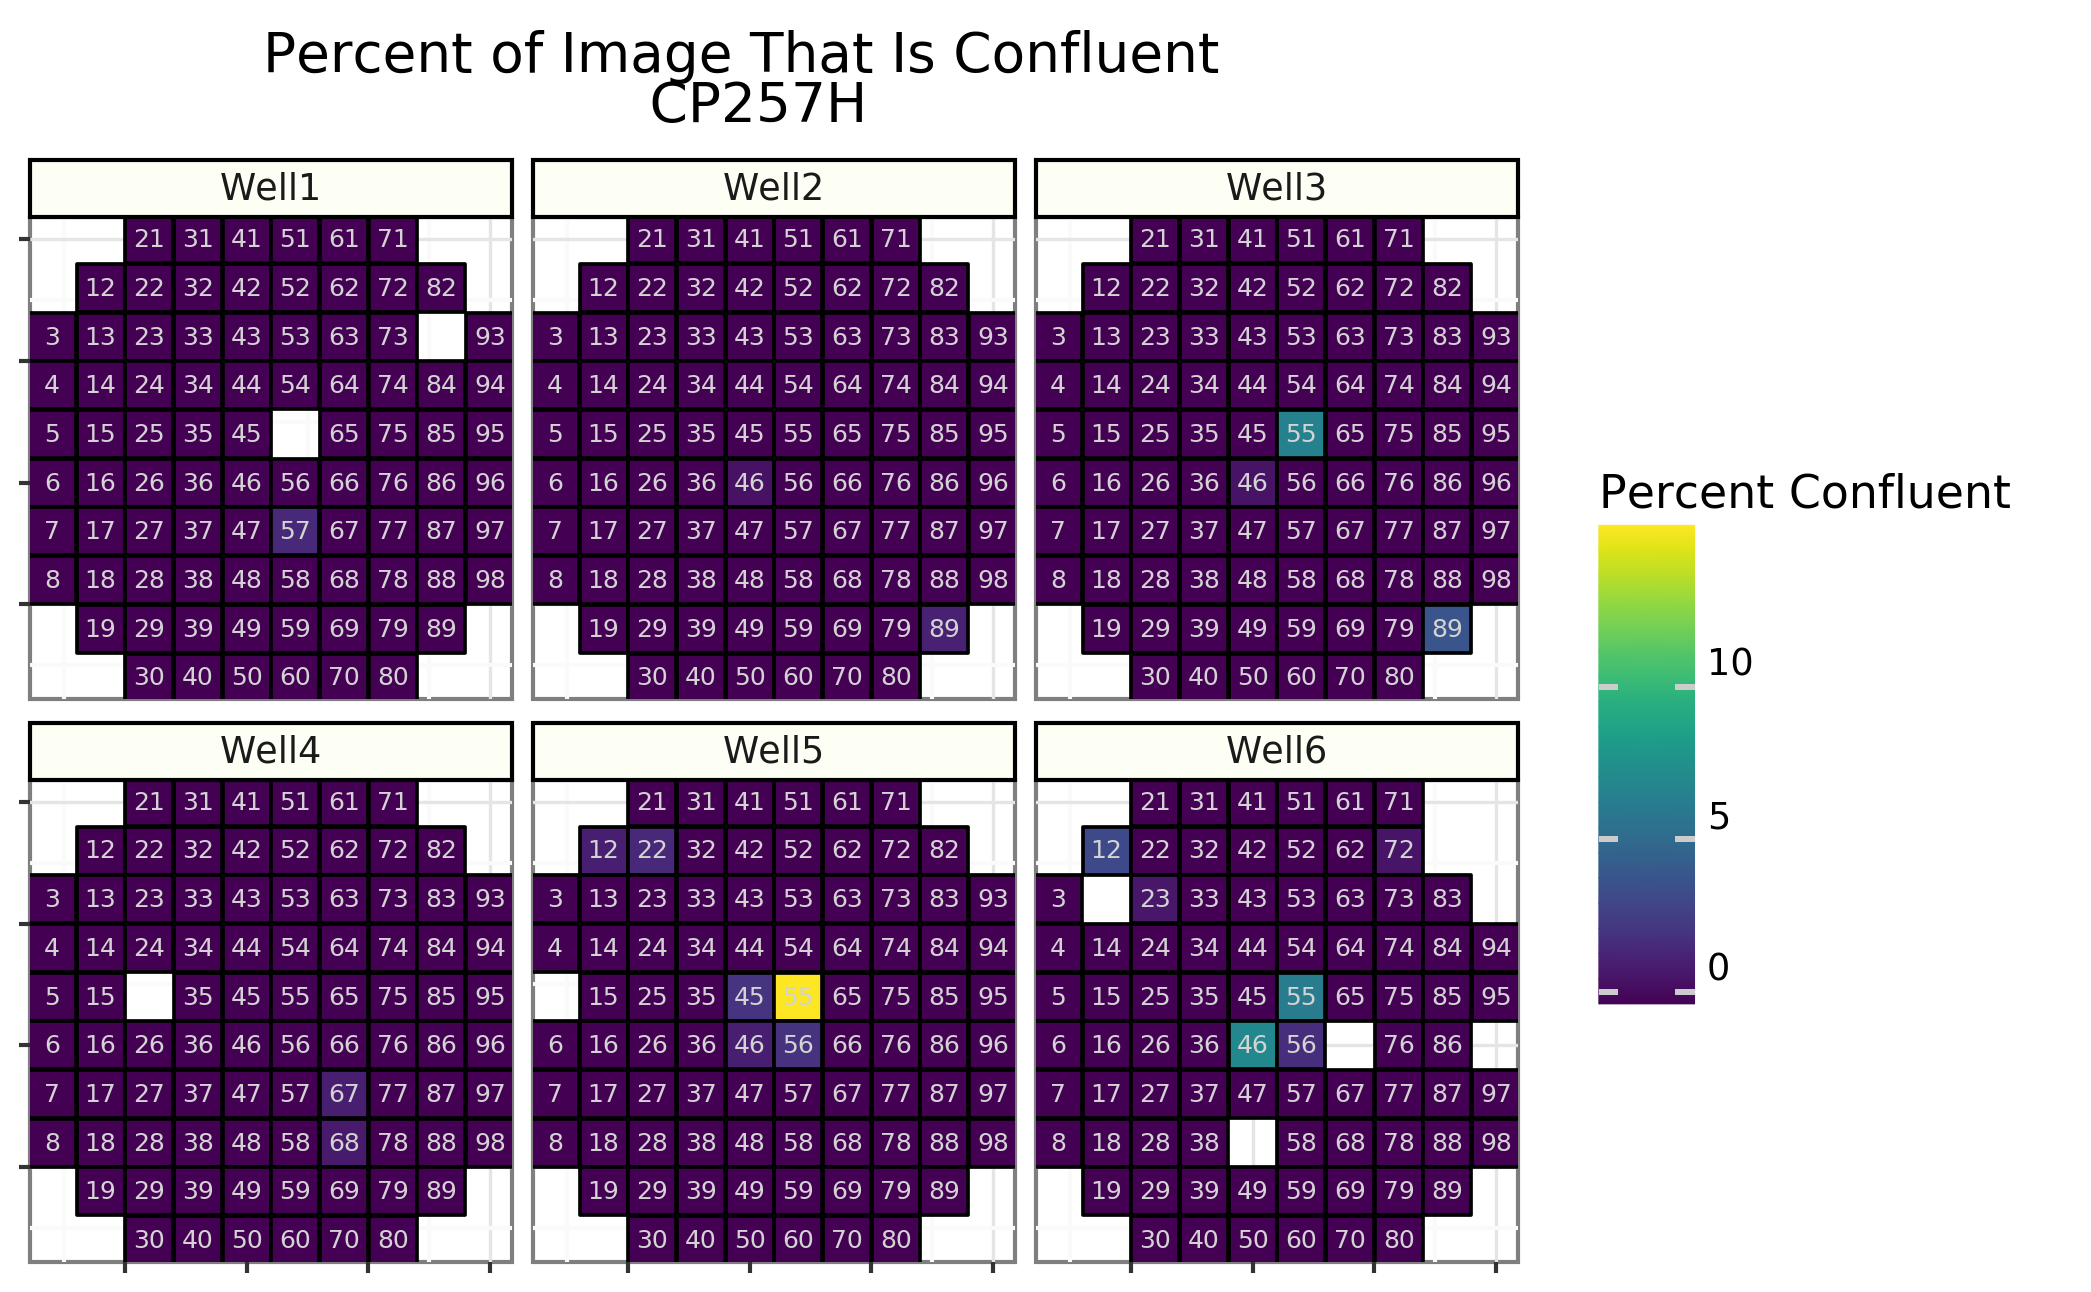 Percent of Image That Is Confluent
CP257H
Well1 Well2 Well3
21 31 41 51 61 71 21 31 41 51 61 71 21 31 41 51 61 71
12 22 32 42 52 62 72 82 12 22 32 42 52 62 72 82 12 22 32 42 52 62 72 82
3 13 23 33 43 53 63 73 93 3 13 23 33 43 53 63 73 83 93 3 13 23 33 43 53 63 73 83 93
4 14 24 34 44 54 64 74 84 94 4 14 24 34 44 54 64 74 84 94 4 14 24 34 44 54 64 74 84 94
5 15 25 35 45 65 75 85 95 5 15 25 35 45 55 65 75 85 95 5 15 25 35 45 55 65 75 85 95
6 16 26 36 46 56 66 76 86 96 6 16 26 36 46 56 66 76 86 96 6 16 26 36 46 56 66 76 86 96
7 17 27 37 47 57 67 77 87 97 7 17 27 37 47 57 67 77 87 97 7 17 27 37 47 57 67 77 87 97
8 18 28 38 48 58 68 78 88 98 8 18 28 38 48 58 68 78 88 98 8 18 28 38 48 58 68 78 88 98
19 29 39 49 59 69 79 89 19 29 39 49 59 69 79 89 19 29 39 49 59 69 79 89
30 40 50 60 70 80 30 40 50 60 70 80 30 40 50 60 70 80
Well4 Well5 Well6
21 31 41 51 61 71 21 31 41 51 61 71 21 31 41 51 61 71
12 22 32 42 52 62 72 82 12 22 32 42 52 62 72 82 12 22 32 42 52 62 72
3 13 23 33 43 53 63 73 83 93 3 13 23 33 43 53 63 73 83 93 3 23 33 43 53 63 73 83
4 14 24 34 44 54 64 74 84 94 4 14 24 34 44 54 64 74 84 94 4 14 24 34 44 54 64 74 84 94
5 15 35 45 55 65 75 85 95 15 25 35 45 55 65 75 85 95 5 15 25 35 45 55 65 75 85 95
6 16 26 36 46 56 66 76 86 96 6 16 26 36 46 56 66 76 86 96 6 16 26 36 46 56 76 86
7 17 27 37 47 57 67 77 87 97 7 17 27 37 47 57 67 77 87 97 7 17 27 37 47 57 67 77 87 97
8 18 28 38 48 58 68 78 88 98 8 18 28 38 48 58 68 78 88 98 8 18 28 38 58 68 78 88 98
19 29 39 49 59 69 79 89 19 29 39 49 59 69 79 89 19 29 39 49 59 69 79 89
30 40 50 60 70 80 30 40 50 60 70 80 30 40 50 60 70 80
Percent Confluent
10
5
0